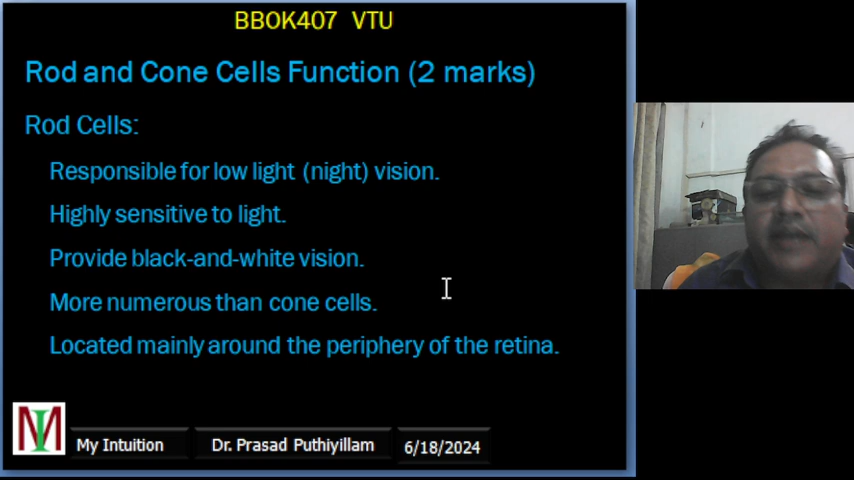 BBOK407 VTU
Rod and Cone Cells Function (2 marks)
Rod Cells:
Responsible for low light (night) vision.
Highly sensitive to light.
Provide black-and-white vision.
More numerous than cone cells.
Located mainly around the periphery of the retina.
MI
My Intuition
Dr. Prasad Puthiyillam
6/18/2024